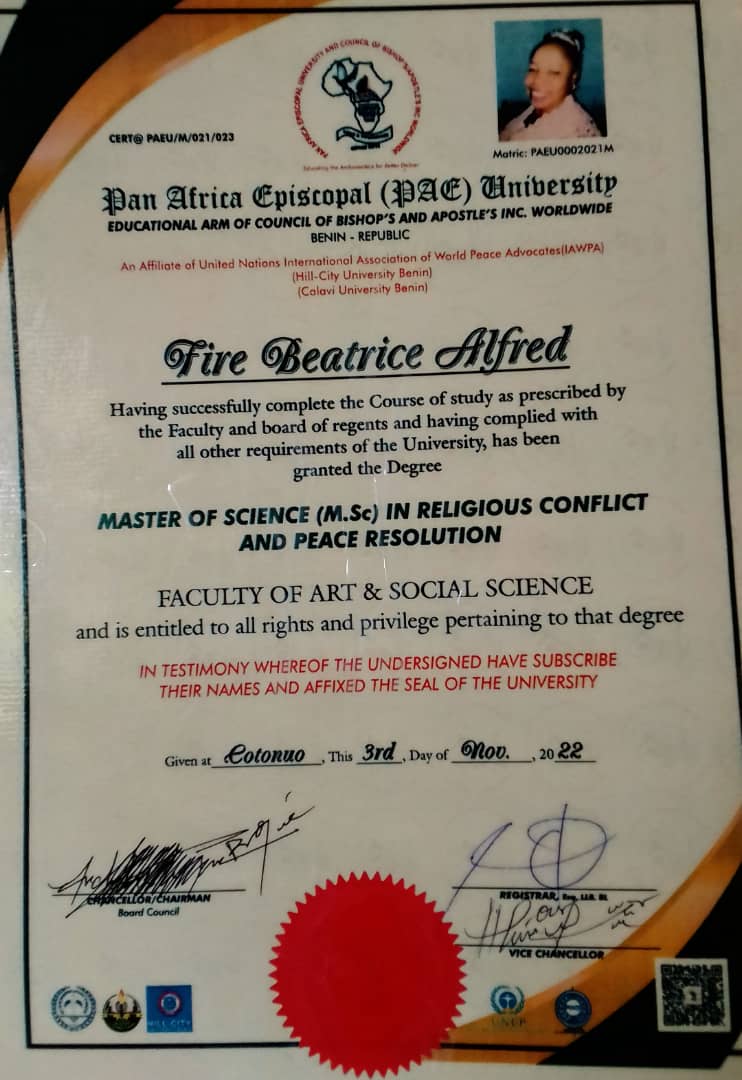 PAN AFRICA EPISCOPAL UNIVERSITY AND COUNCIL OF BISHOP'S APOSTLE'S INC. WORLDWIDE
CERT@ PAEU/M/021/023
Matric: PAEU0002021M
Pan Africa Episcopal (PAE) University
EDUCATIONAL ARM OF COUNCIL OF BISHOP'S AND APOSTLE'S INC. WORLDWIDE
BENIN - REPUBLIC
An Affiliate of United Nations International Association of World Peace Advocates(IAWPA)
(Hill-City University Benin)
(Calavi University Benin)
Fire Beatrice Alfred
Having successfully complete the Course of study as prescribed by
the Faculty and board of regents and having complied with
all other requirements of the University, has been
granted the Degree
MASTER OF SCIENCE (M.Sc) IN RELIGIOUS CONFLICT
AND PEACE RESOLUTION
FACULTY OF ART & SOCIAL SCIENCE
and is entitled to all rights and privilege pertaining to that degree
IN TESTIMONY WHEREOF THE UNDERSIGNED HAVE SUBSCRIBE
THEIR NAMES AND AFFIXED THE SEAL OF THE UNIVERSITY
Given at Cotonuo, This 3rd, Day of Nov., 2022
CHANCELLOR/CHAIRMAN
Board Council
REGISTRAR, Esq. LLB. BL
VICE CHANCELLOR
HILL CITY
UNEP